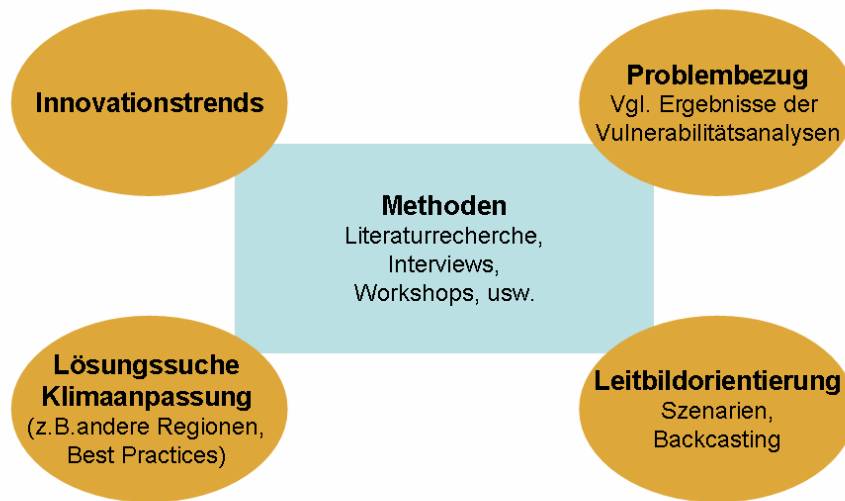 Innovationstrends
Problembezug
Vgl. Ergebnisse der
Vulnerabilitätsanalysen
Methoden
Literaturrecherche,
Interviews,
Workshops, usw.
Lösungssuche
Klimaanpassung
(z.B.andere Regionen,
Best Practices)
Leitbildorientierung
Szenarien,
Backcasting